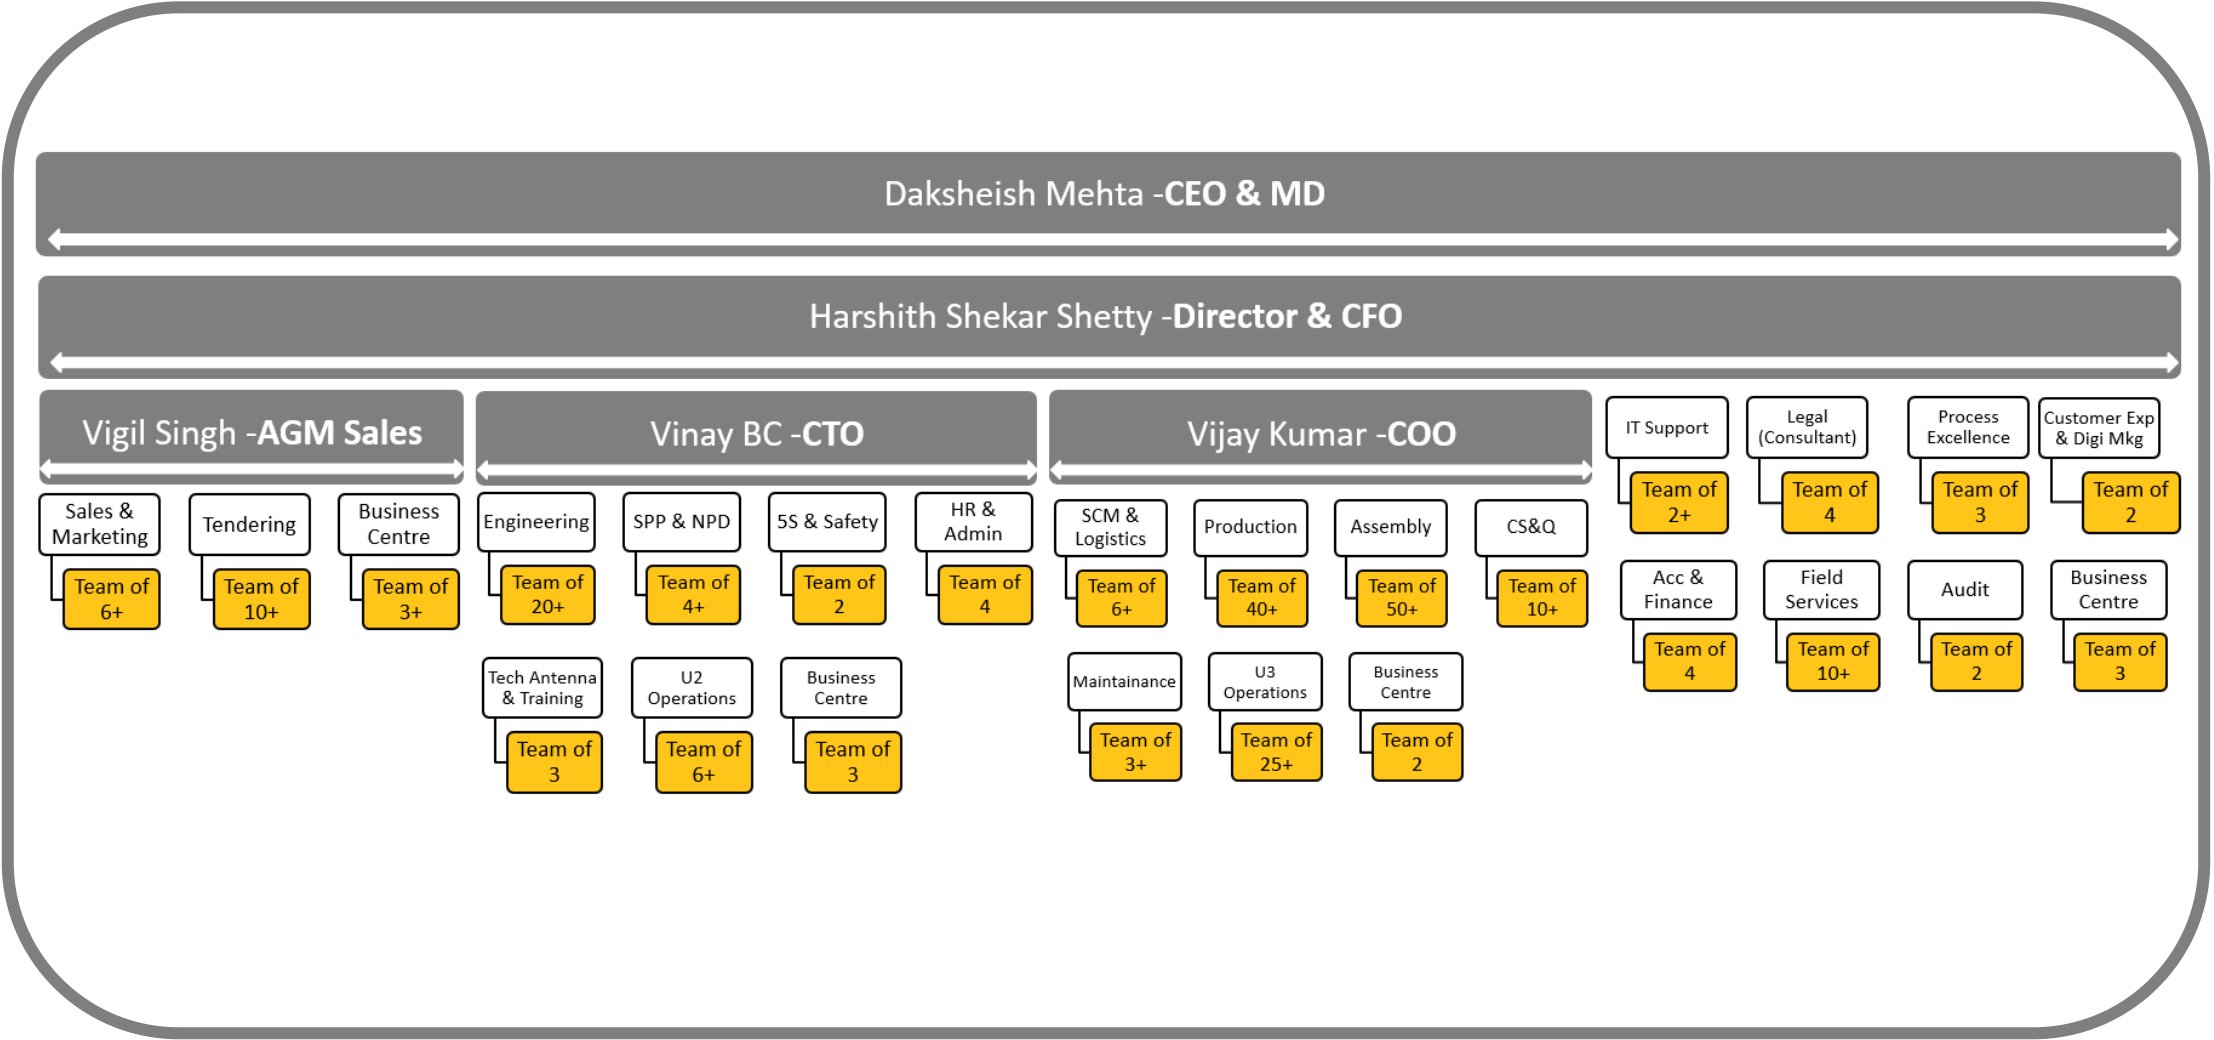 Daksheish Mehta -CEO & MD
Harshith Shekar Shetty -Director & CFO
Vigil Singh -AGM Sales
Sales &
Marketing
Team of
6+
Tendering
Team of
10+
Business
Centre
Team of
3+
Vinay BC -CTO
Engineering
Team of
20+
SPP & NPD
Team of
4+
5S & Safety
Team of
2
HR &
Admin
Team of
4
Tech Antenna
& Training
Team of
3
U2
Operations
Team of
6+
Business
Centre
Team of
3
Vijay Kumar -COO
SCM &
Logistics
Team of
6+
Production
Team of
40+
Assembly
Team of
50+
CS&Q
Team of
10+
Maintainance
Team of
3+
U3
Operations
Team of
25+
Business
Centre
Team of
2
IT Support
Team of
2+
Legal
(Consultant)
Team of
4
Process
Excellence
Team of
3
Customer Exp
& Digi Mkg
Team of
2
Acc &
Finance
Team of
4
Field
Services
Team of
10+
Audit
Team of
2
Business
Centre
Team of
3